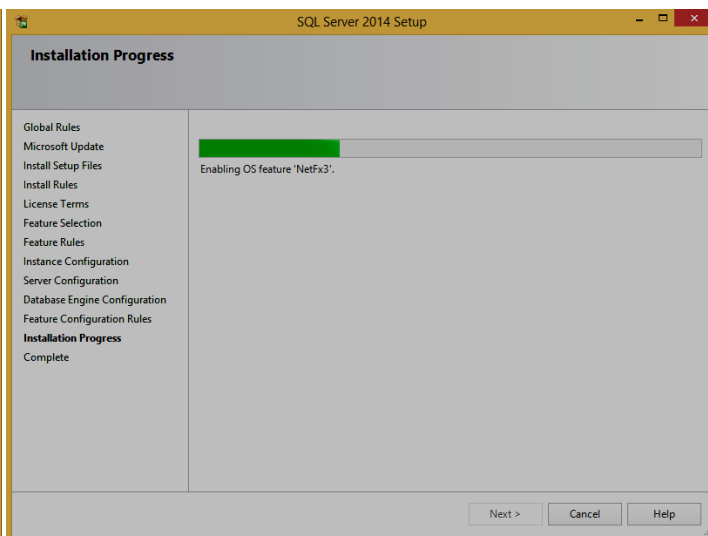 SQL Server 2014 Setup
Installation Progress
Global Rules
Microsoft Update
Install Setup Files
Install Rules
License Terms
Feature Selection
Feature Rules
Instance Configuration
Server Configuration
Database Engine Configuration
Feature Configuration Rules
Installation Progress
Complete
Enabling OS feature 'NetFx3'.
Next >
Cancel
Help